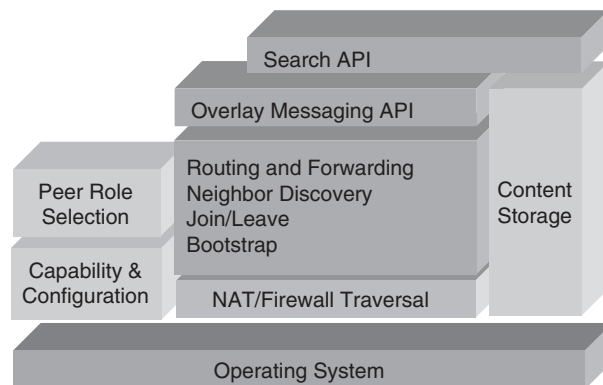 Search API
Overlay Messaging API
Routing and Forwarding
Neighbor Discovery
Join/Leave
Bootstrap
Peer Role
Selection
Content
Storage
Capability &
Configuration
NAT/Firewall Traversal
Operating System